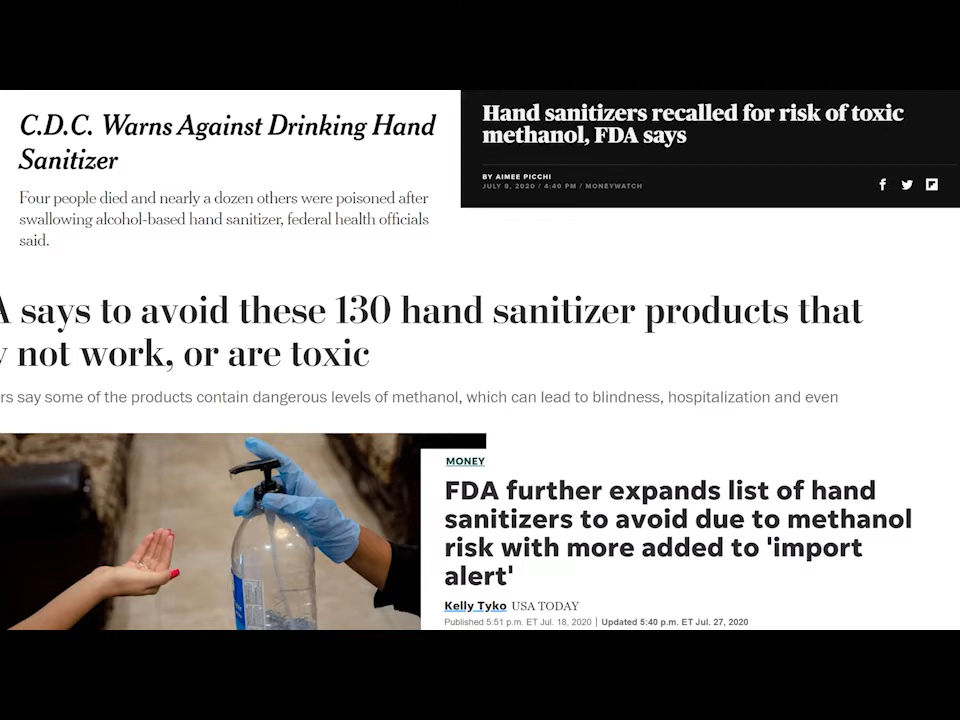 C.D.C. Warns Against Drinking Hand
Sanitizer
Four people died and nearly a dozen others were poisoned after
swallowing alcohol-based hand sanitizer, federal health officials
said.
Hand sanitizers recalled for risk of toxic
methanol, FDA says
BY AIMEE PICCHI
JULY 8, 2020 / 4:40 PM / MONEYWATCH
A says to avoid these 130 hand sanitizer products that
y not work, or are toxic
rs say some of the products contain dangerous levels of methanol, which can lead to blindness, hospitalization and even
MONEY
FDA further expands list of hand
sanitizers to avoid due to methanol
risk with more added to 'import
alert'
Kelly Tyko USA TODAY
Published 5:51 p.m. ET Jul. 18, 2020 | Updated 5:40 p.m. ET Jul. 27, 2020